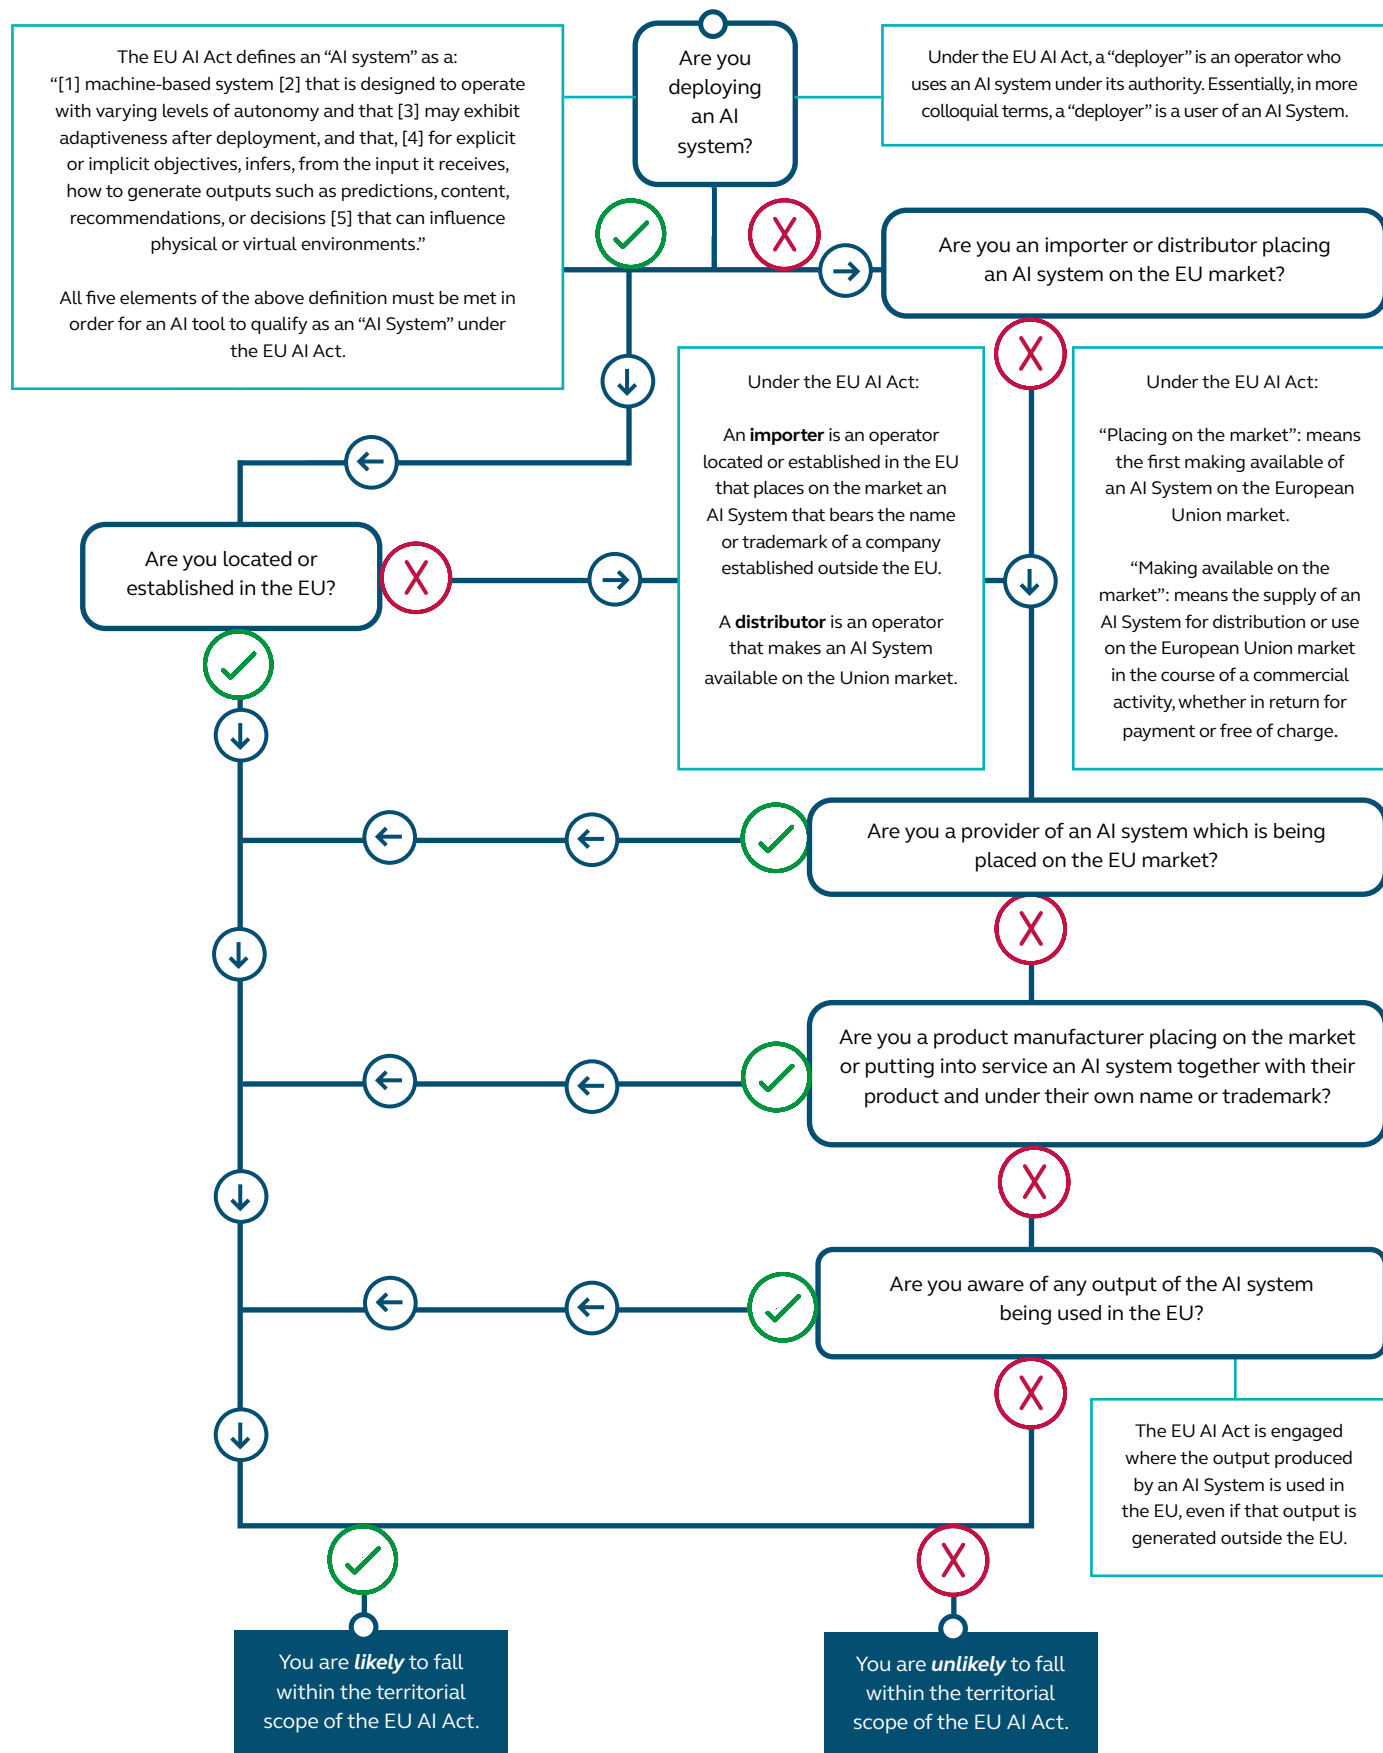 The EU AI Act defines an “AI system” as a:
“[1] machine-based system [2] that is designed to operate
with varying levels of autonomy and that [3] may exhibit
adaptiveness after deployment, and that, [4] for explicit
or implicit objectives, infers, from the input it receives,
how to generate outputs such as predictions, content,
recommendations, or decisions [5] that can influence
physical or virtual environments.”
All five elements of the above definition must be met in
order for an AI tool to qualify as an “AI System” under
the EU AI Act.
Are you
deploying
an AI
system?
Under the EU AI Act, a “deployer” is an operator who
uses an AI system under its authority. Essentially, in more
colloquial terms, a “deployer” is a user of an AI System.
Are you an importer or distributor placing
an AI system on the EU market?
Under the EU AI Act:
An importer is an operator
located or established in the EU
that places on the market an
AI System that bears the name
or trademark of a company
established outside the EU.
A distributor is an operator
that makes an AI System
available on the Union market.
Under the EU AI Act:
“Placing on the market”: means
the first making available of
an AI System on the European
Union market.
“Making available on the
market”: means the supply of an
AI System for distribution or use
on the European Union market
in the course of a commercial
activity, whether in return for
payment or free of charge.
Are you located or
established in the EU?
Are you a provider of an AI system which is being
placed on the EU market?
Are you a product manufacturer placing on the market
or putting into service an AI system together with their
product and under their own name or trademark?
Are you aware of any output of the AI system
being used in the EU?
The EU AI Act is engaged
where the output produced
by an AI System is used in
the EU, even if that output is
generated outside the EU.
You are likely to fall
within the territorial
scope of the EU AI Act.
You are unlikely to fall
within the territorial
scope of the EU AI Act.